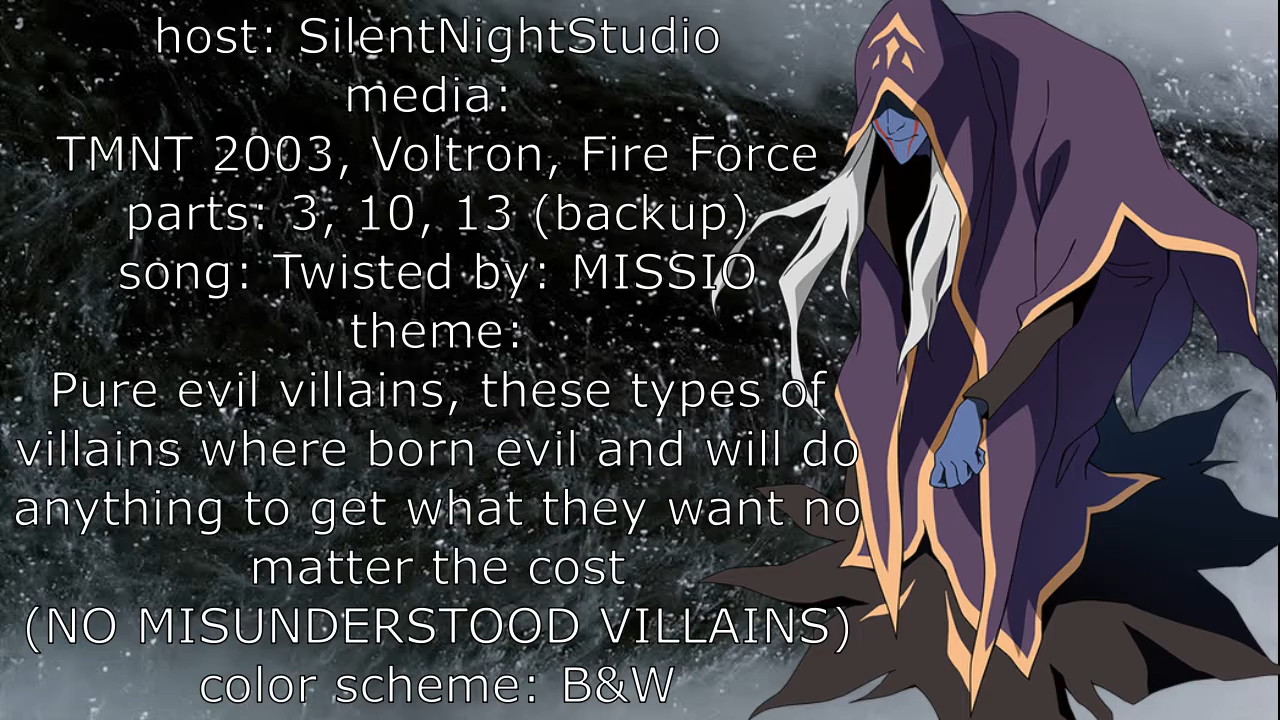 host: SilentNightStudio
media:
TMNT 2003, Voltron, Fire Force
parts: 3, 10, 13 (backup)
song: Twisted by: MISSIO
theme:
Pure evil villains, these types of
villains where born evil and will do
anything to get what they want no
matter the cost
(NO MISUNDERSTOOD VILLAINS)
color scheme: B&W